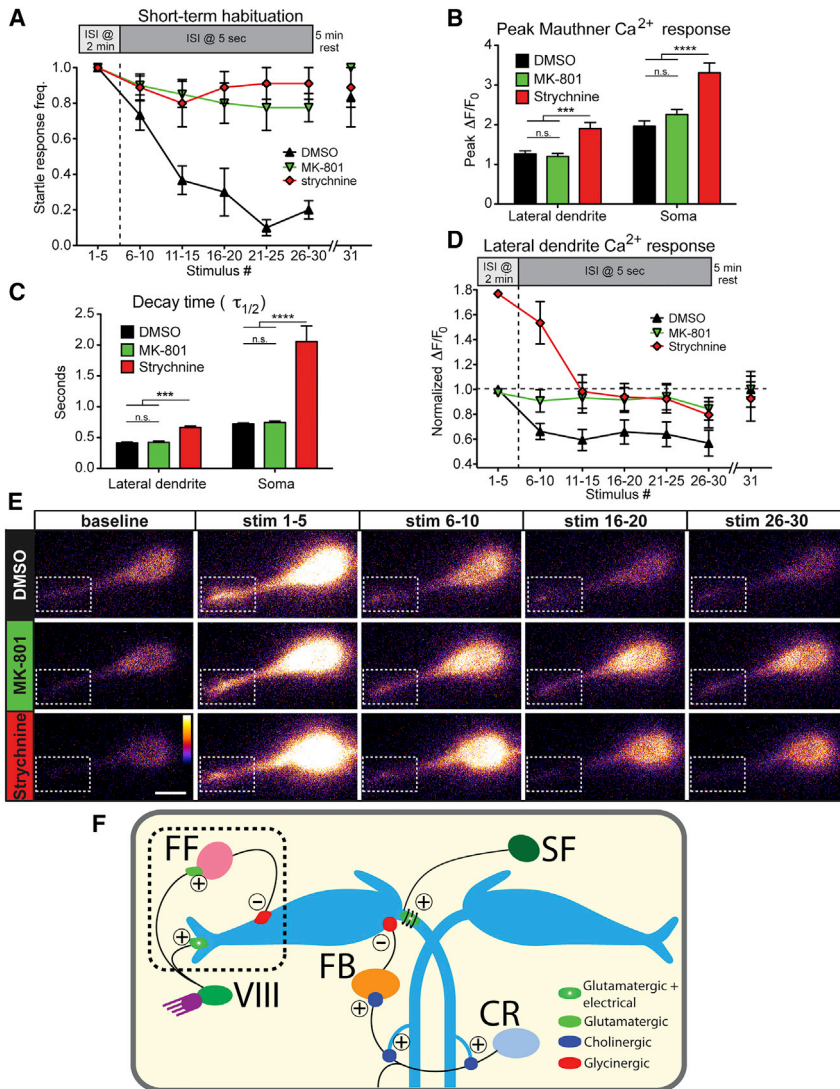 A
Short-term habituation
ISI @ 2 min
ISI @ 5 sec
5 min rest
Startle response freq.
1.0
0.8
0.6
0.4
0.2
0.0
DMSO
MK-801
strychnine
1-5 6-10 11-15 16-20 21-25 26-30 31
Stimulus #
B
Peak Mauthner Ca²⁺ response
Peak ΔF/F₀
4
3
2
1
0
DMSO
MK-801
Strychnine
n.s.
***
n.s.
****
Lateral dendrite Soma
C
Decay time ( τ1/2)
Seconds
2.5
2.0
1.5
1.0
0.5
0.0
DMSO
MK-801
Strychnine
n.s.
***
n.s.
****
Lateral dendrite Soma
D
Lateral dendrite Ca²⁺ response
ISI @ 2 min
ISI @ 5 sec
5 min rest
Normalized ΔF/F₀
1.8
1.6
1.4
1.2
1.0
0.8
0.6
0.4
DMSO
MK-801
Strychnine
1-5 6-10 11-15 16-20 21-25 26-30 31
Stimulus #
E
baseline stim 1-5 stim 6-10 stim 16-20 stim 26-30
DMSO
MK-801
Strychnine
F
FF
+
−
+
VIII
SF
+
−
FB
+
+
+
CR
Glutamatergic + electrical
Glutamatergic
Cholinergic
Glycinergic